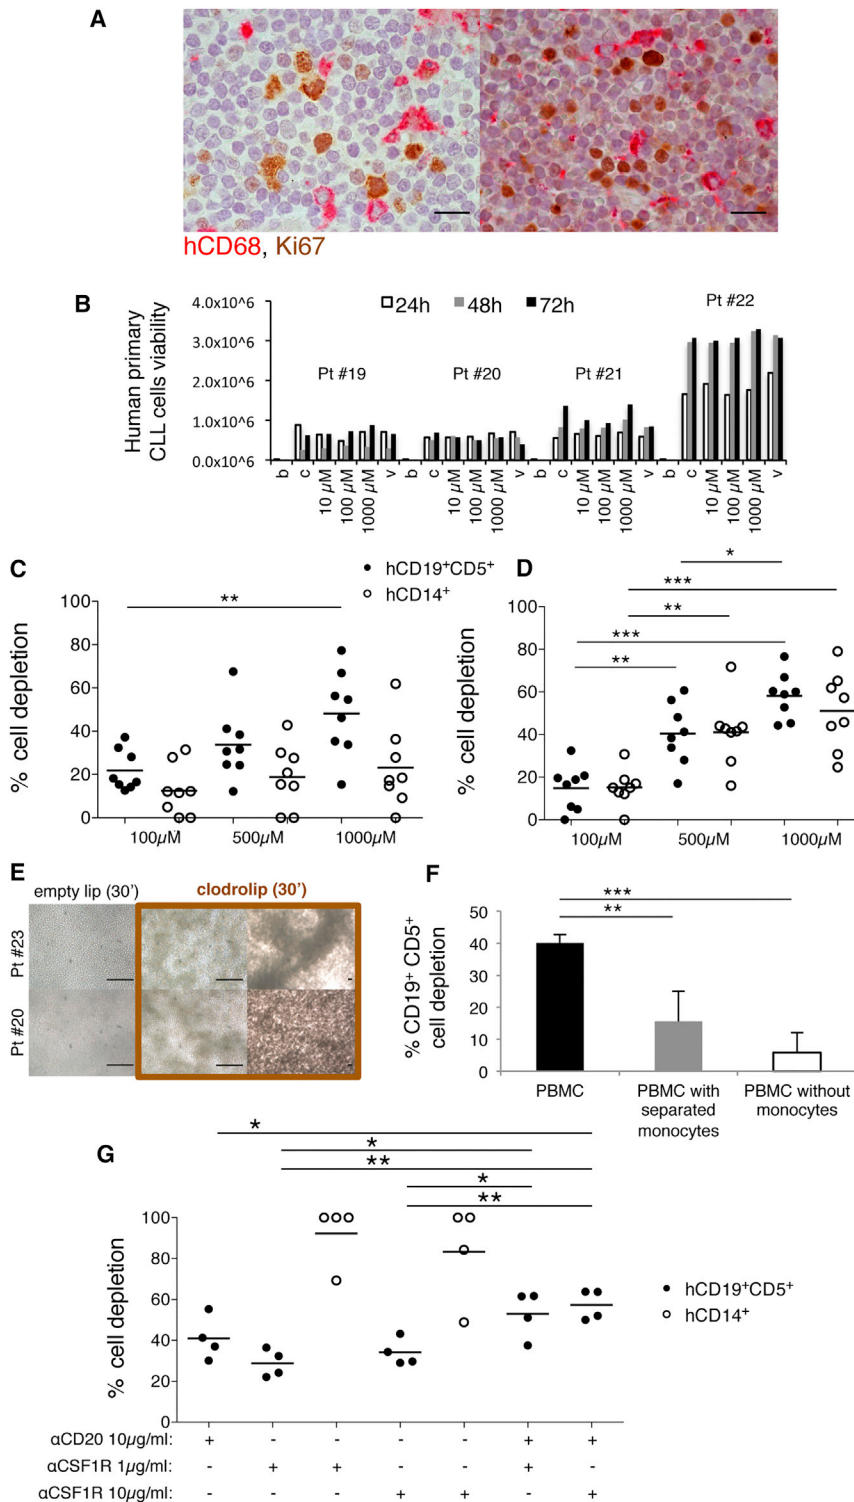 A
hCD68, Ki67
B
Human primary
CLL cells viability
4.0x10^6
3.0x10^6
2.0x10^6
1.0x10^6
0.0x10^6
24h 48h 72h
Pt #19
Pt #20
Pt #21
Pt #22
b c 10 µM 100 µM 1000 µM v b c 10 µM 100 µM 1000 µM v b c 10 µM 100 µM 1000 µM v b c 10 µM 100 µM 1000 µM v
C
hCD19+CD5+
hCD14+
% cell depletion
100
80
60
40
20
0
**
100µM 500µM 1000µM
D
% cell depletion
100
80
60
40
20
0
*
***
**
***
**
100µM 500µM 1000µM
E
empty lip (30')
clodrolip (30')
Pt #23
Pt #20
F
% CD19+ CD5+
cell depletion
50
40
30
20
10
0
***
**
PBMC
PBMC with
separated
monocytes
PBMC without
monocytes
G
*
*
**
*
**
% cell depletion
100
80
60
40
20
0
hCD19+CD5+
hCD14+
αCD20 10µg/ml: + - - - - + +
αCSF1R 1µg/ml: - + + - - + -
αCSF1R 10µg/ml: - - - + + - +